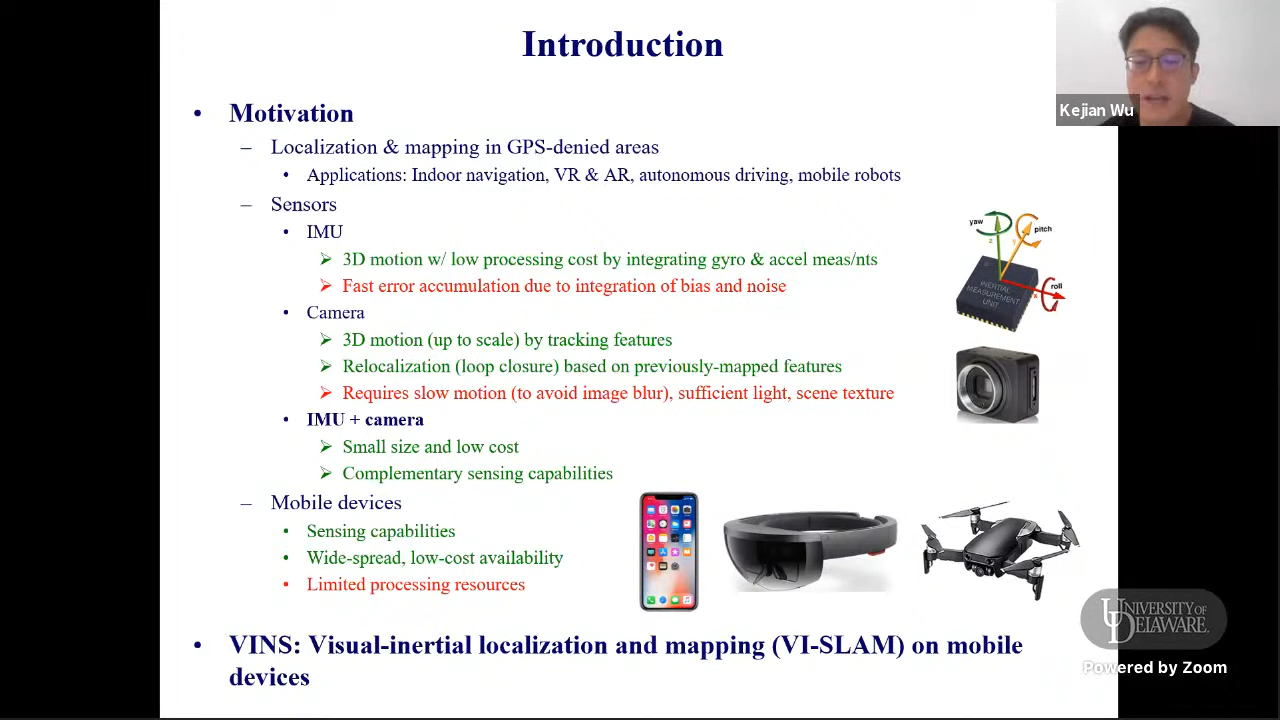 Introduction
Kejian Wu
• Motivation
– Localization & mapping in GPS-denied areas
• Applications: Indoor navigation, VR & AR, autonomous driving, mobile robots
– Sensors
• IMU
➢ 3D motion w/ low processing cost by integrating gyro & accel meas/nts
➢ Fast error accumulation due to integration of bias and noise
• Camera
➢ 3D motion (up to scale) by tracking features
➢ Relocalization (loop closure) based on previously-mapped features
➢ Requires slow motion (to avoid image blur), sufficient light, scene texture
• IMU + camera
➢ Small size and low cost
➢ Complementary sensing capabilities
– Mobile devices
• Sensing capabilities
• Wide-spread, low-cost availability
• Limited processing resources
• VINS: Visual-inertial localization and mapping (VI-SLAM) on mobile
devices
yaw
pitch
z
y
roll
x
INERTIAL
MEASUREMENT
UNIT
UNIVERSITY OF
DELAWARE.
Powered by Zoom